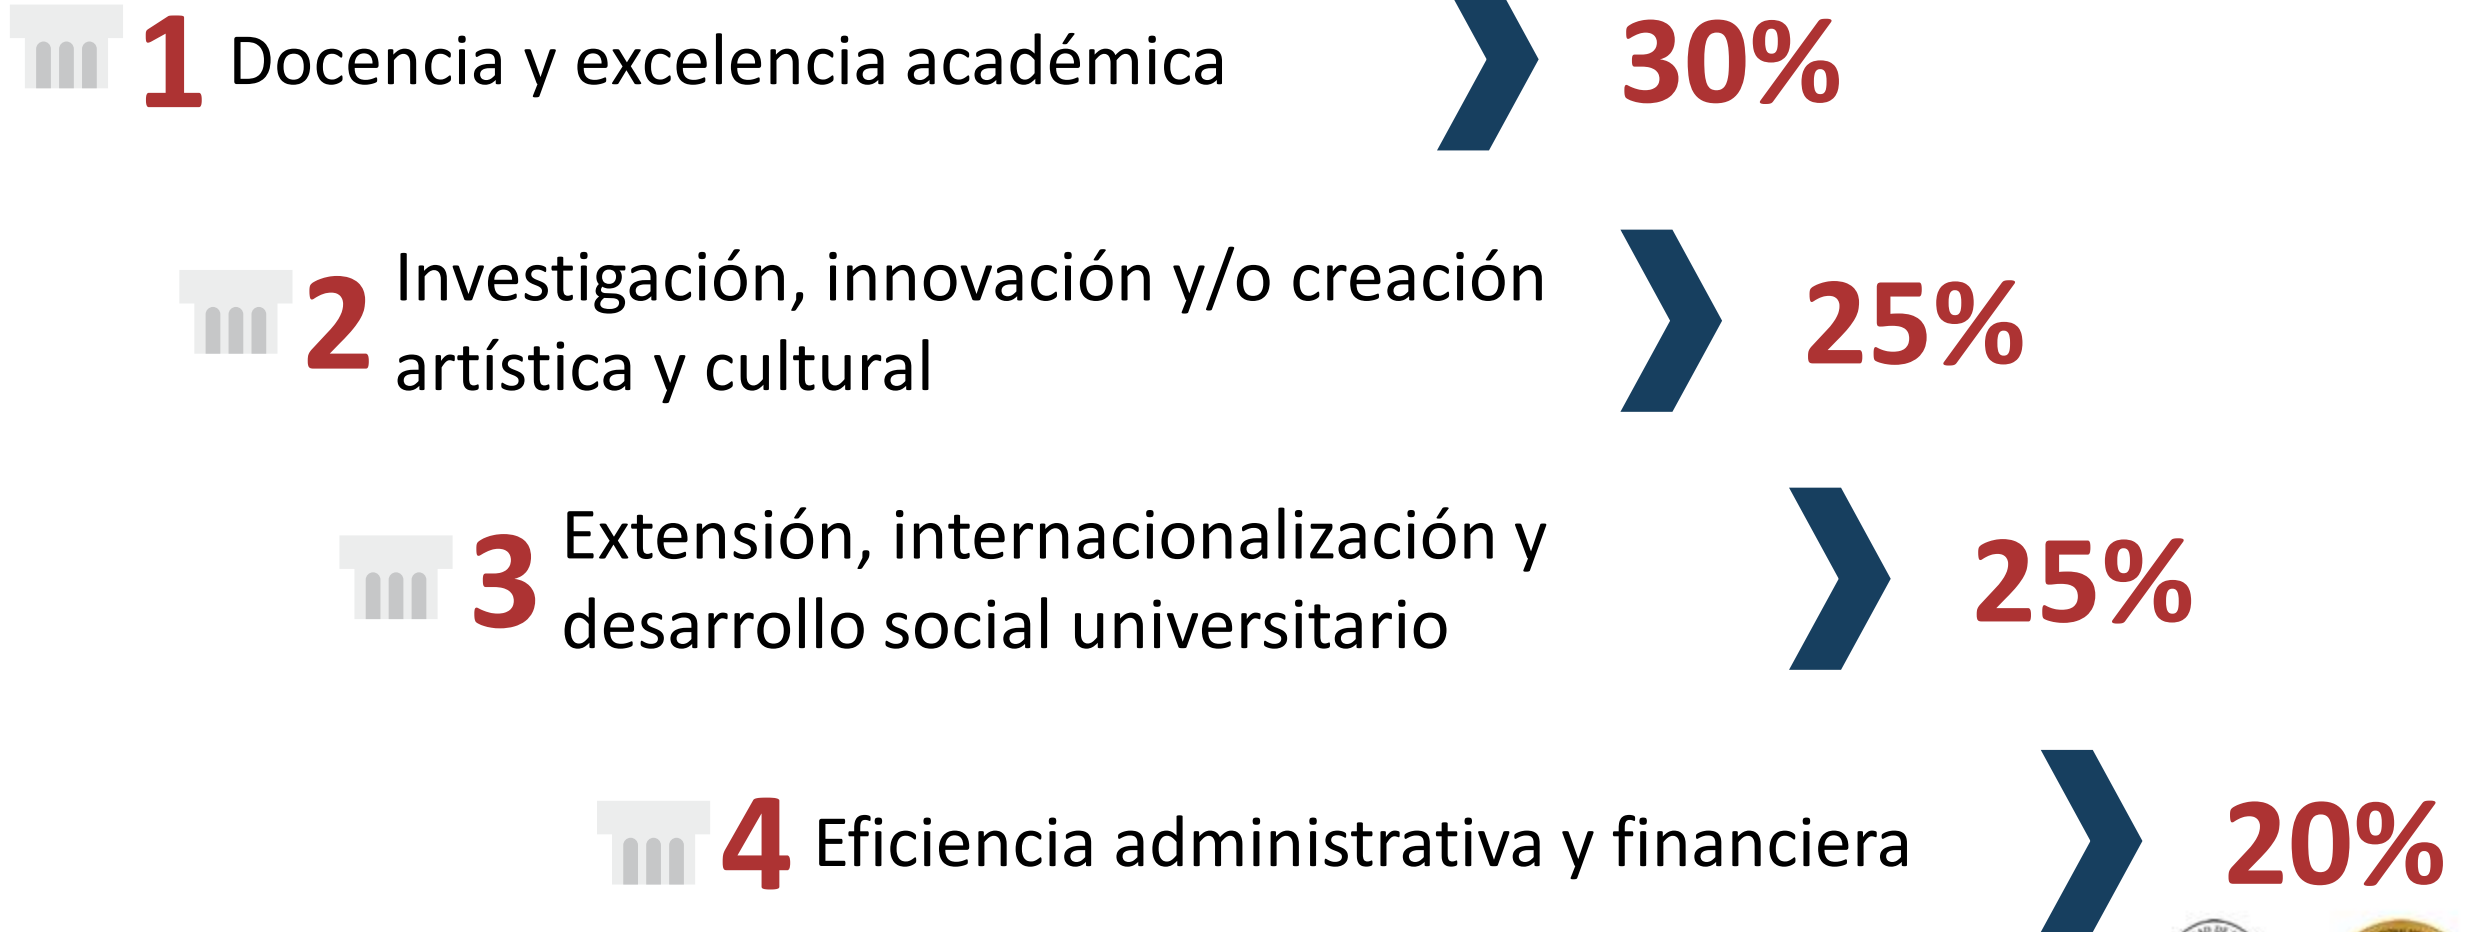 1 Docencia y excelencia académica 30%
2 Investigación, innovación y/o creación
artística y cultural 25%
3 Extensión, internacionalización y
desarrollo social universitario 25%
4 Eficiencia administrativa y financiera 20%